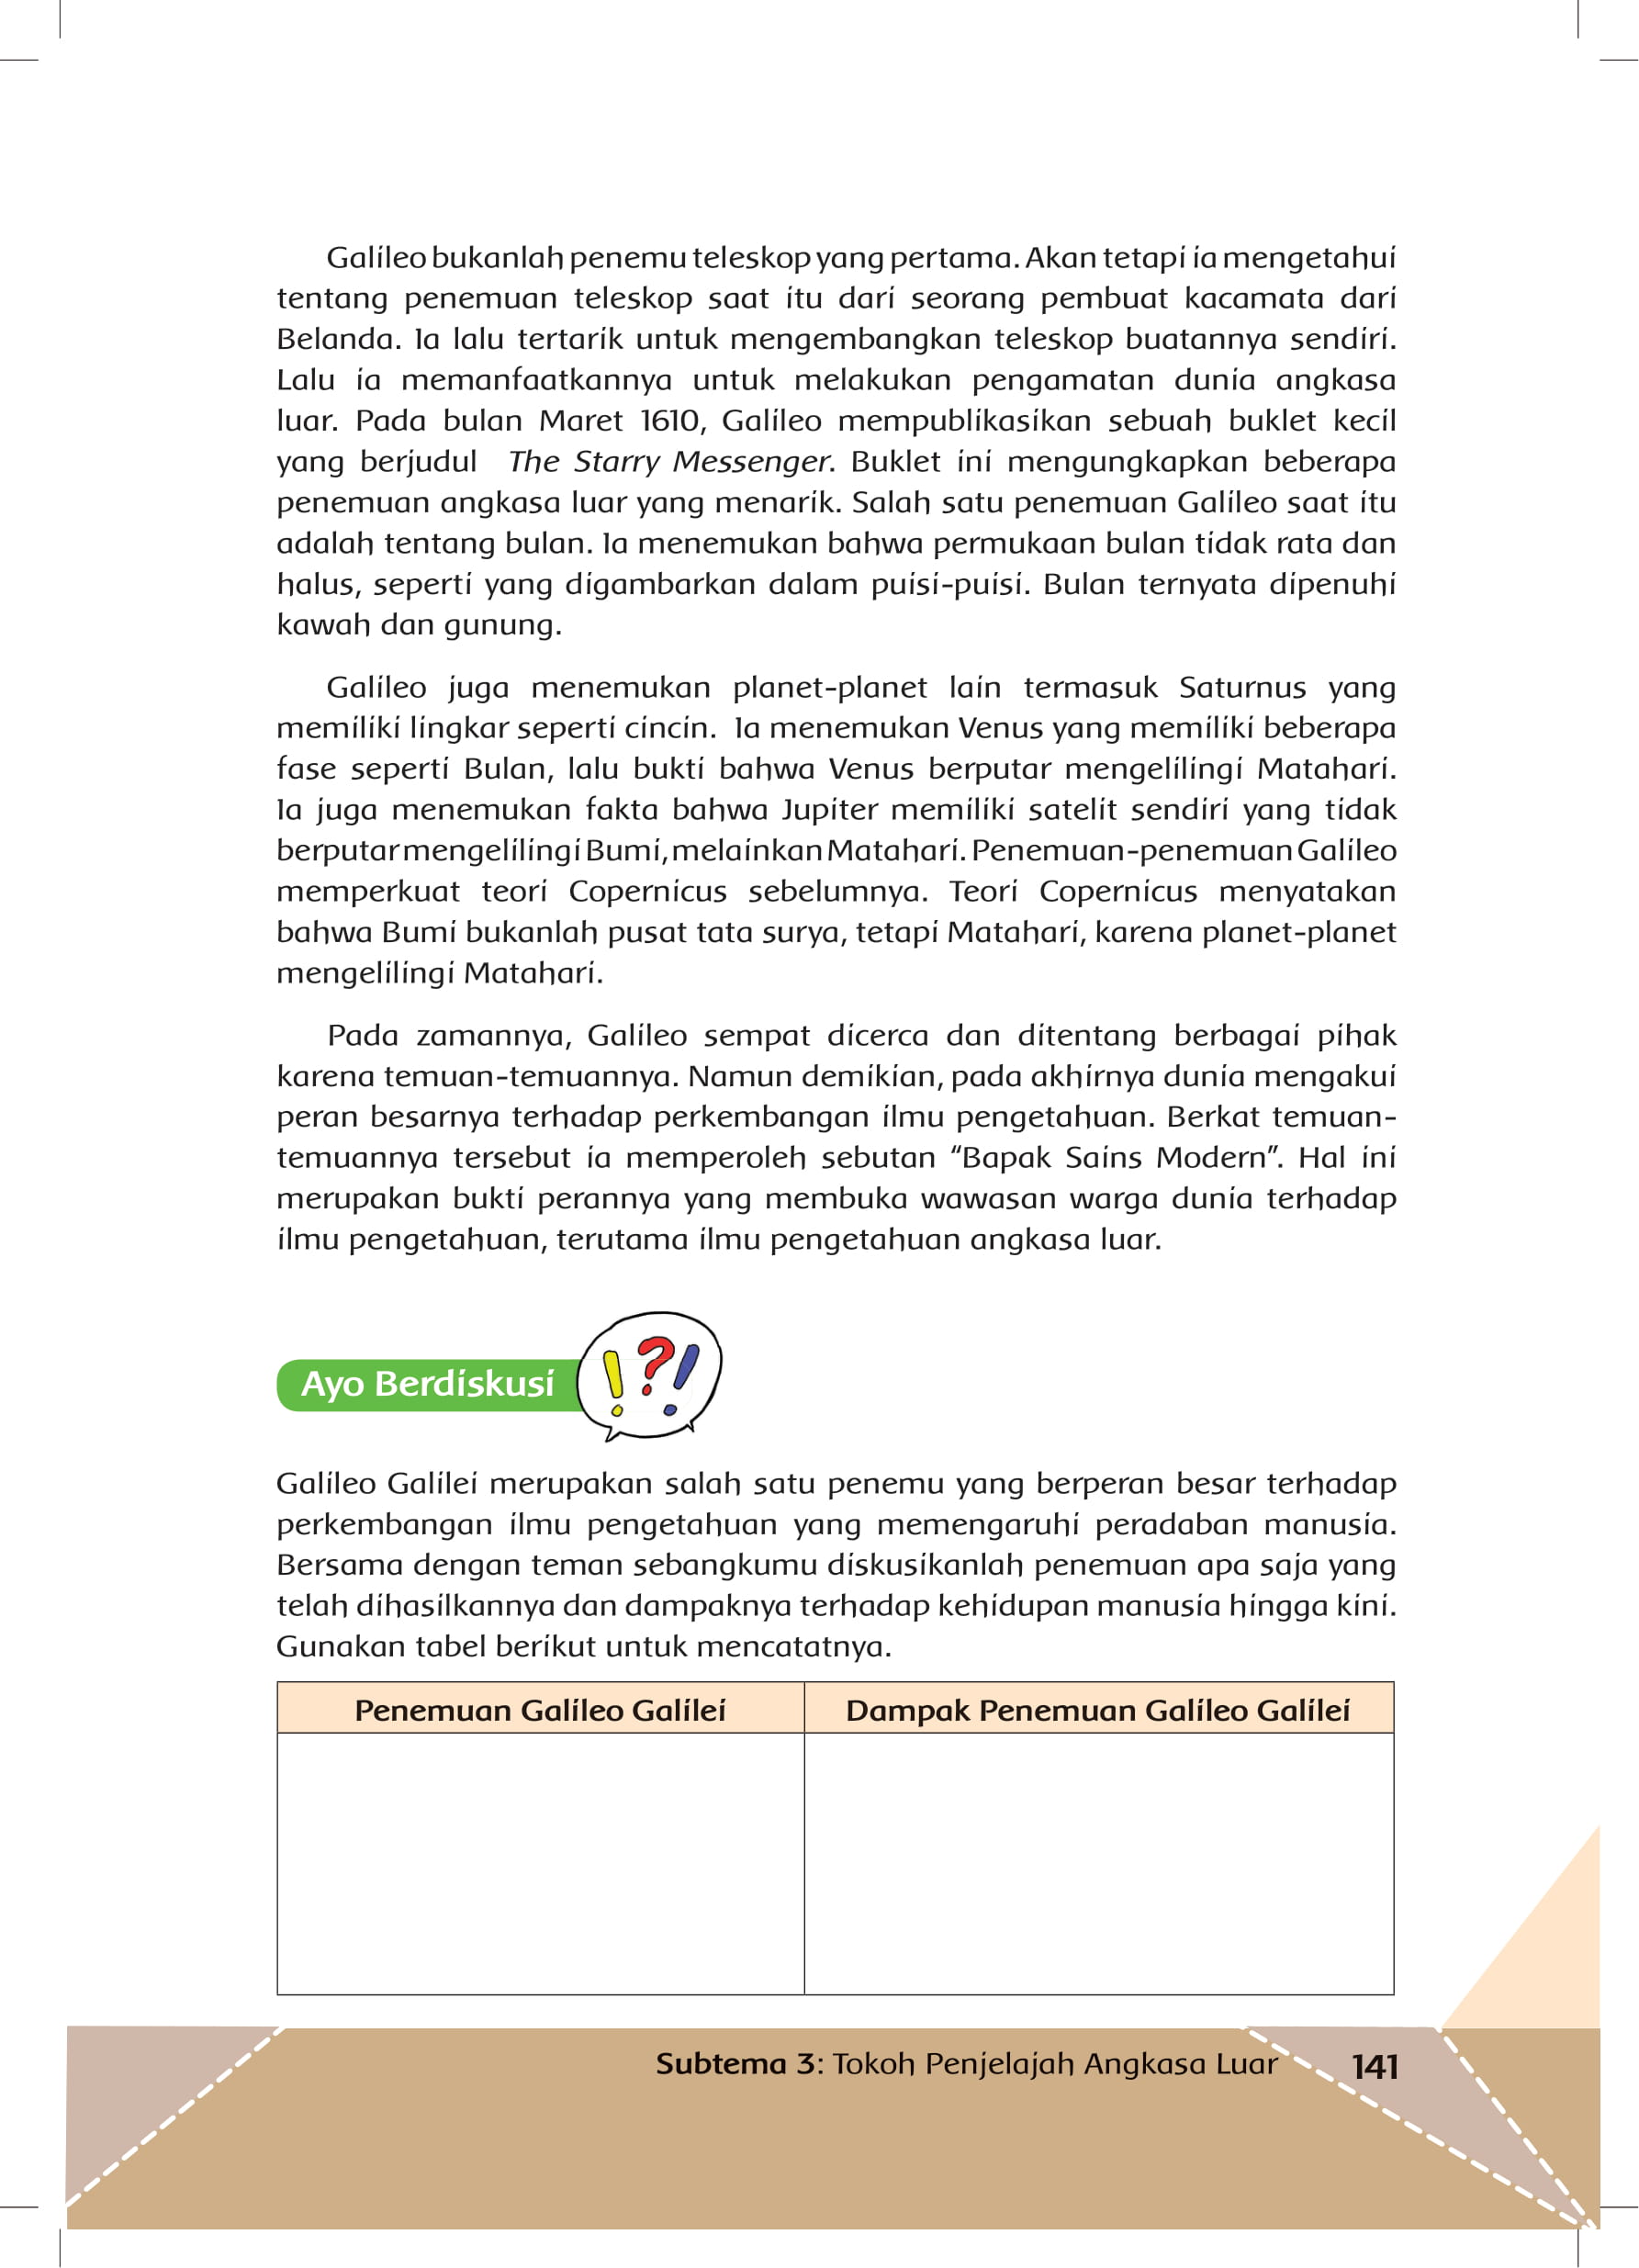 Galileo bukanlah penemu teleskop yang pertama. Akan tetapi ia mengetahui
tentang penemuan teleskop saat itu dari seorang pembuat kacamata dari
Belanda. Ia lalu tertarik untuk mengembangkan teleskop buatannya sendiri.
Lalu ia memanfaatkannya untuk melakukan pengamatan dunia angkasa
luar. Pada bulan Maret 1610, Galileo mempublikasikan sebuah buklet kecil
yang berjudul The Starry Messenger. Buklet ini mengungkapkan beberapa
penemuan angkasa luar yang menarik. Salah satu penemuan Galileo saat itu
adalah tentang bulan. Ia menemukan bahwa permukaan bulan tidak rata dan
halus, seperti yang digambarkan dalam puisi-puisi. Bulan ternyata dipenuhi
kawah dan gunung.
Galileo juga menemukan planet-planet lain termasuk Saturnus yang
memiliki lingkar seperti cincin. Ia menemukan Venus yang memiliki beberapa
fase seperti Bulan, lalu bukti bahwa Venus berputar mengelilingi Matahari.
Ia juga menemukan fakta bahwa Jupiter memiliki satelit sendiri yang tidak
berputar mengelilingi Bumi, melainkan Matahari. Penemuan-penemuan Galileo
memperkuat teori Copernicus sebelumnya. Teori Copernicus menyatakan
bahwa Bumi bukanlah pusat tata surya, tetapi Matahari, karena planet-planet
mengelilingi Matahari.
Pada zamannya, Galileo sempat dicerca dan ditentang berbagai pihak
karena temuan-temuannya. Namun demikian, pada akhirnya dunia mengakui
peran besarnya terhadap perkembangan ilmu pengetahuan. Berkat temuan-
temuannya tersebut ia memperoleh sebutan “Bapak Sains Modern”. Hal ini
merupakan bukti perannya yang membuka wawasan warga dunia terhadap
ilmu pengetahuan, terutama ilmu pengetahuan angkasa luar.
Ayo Berdiskusi
! ? !
Galileo Galilei merupakan salah satu penemu yang berperan besar terhadap
perkembangan ilmu pengetahuan yang memengaruhi peradaban manusia.
Bersama dengan teman sebangkumu diskusikanlah penemuan apa saja yang
telah dihasilkannya dan dampaknya terhadap kehidupan manusia hingga kini.
Gunakan tabel berikut untuk mencatatnya.
Penemuan Galileo Galilei
Dampak Penemuan Galileo Galilei
Subtema 3: Tokoh Penjelajah Angkasa Luar
141